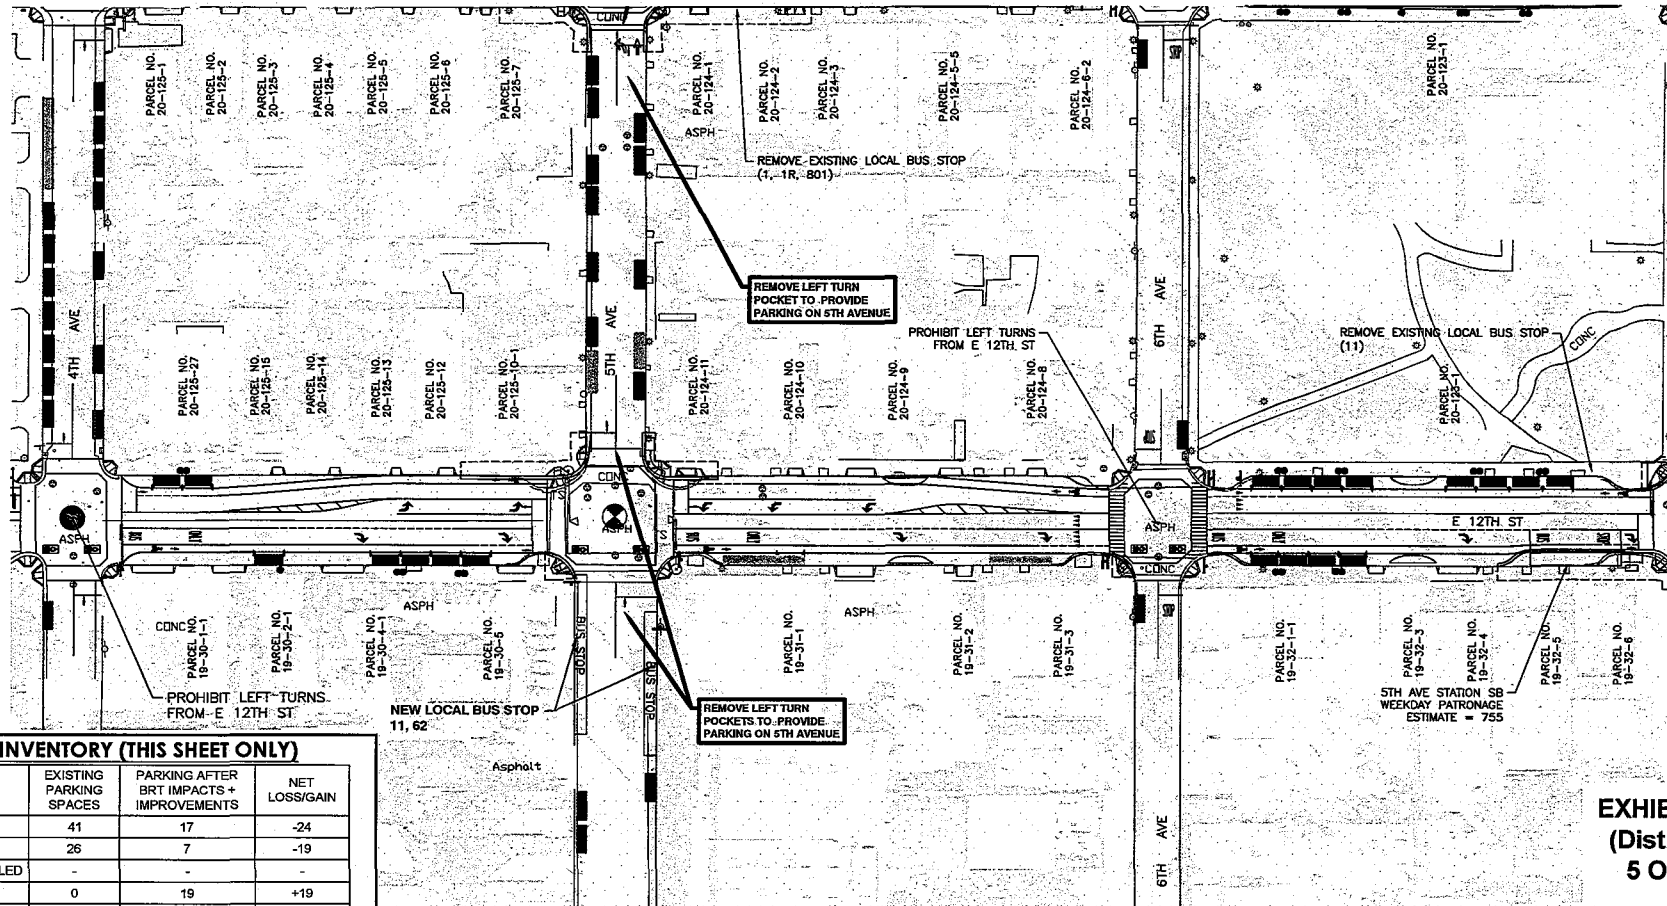 CONC
PARCEL NO.
20-125-1
PARCEL NO.
20-125-2
PARCEL NO.
20-125-3
PARCEL NO.
20-125-4
PARCEL NO.
20-125-5
PARCEL NO.
20-125-6
PARCEL NO.
20-125-7
PARCEL NO.
20-124-1
PARCEL NO.
20-124-2
PARCEL NO.
20-124-3
PARCEL NO.
20-124-5-5
PARCEL NO.
20-124-6-2
PARCEL NO.
20-123-1
ASPH
REMOVE EXISTING LOCAL BUS STOP
(1, 1R, 801)
REMOVE LEFT TURN
POCKET TO PROVIDE
PARKING ON 5TH AVENUE
4TH AVE
5TH AVE
6TH AVE
PROHIBIT LEFT TURNS
FROM E 12TH ST
REMOVE EXISTING LOCAL BUS STOP
(11)
CONC
PARCEL NO.
20-125-27
PARCEL NO.
20-125-15
PARCEL NO.
20-125-14
PARCEL NO.
20-125-13
PARCEL NO.
20-125-12
PARCEL NO.
20-125-10-1
PARCEL NO.
20-124-11
PARCEL NO.
20-124-10
PARCEL NO.
20-124-9
PARCEL NO.
20-124-8
PARCEL NO.
20-123-1
CONC
ASPH
ASPH
ASPH
E 12TH ST
CONC
CONC
ASPH
ASPH
PARCEL NO.
19-30-1-1
PARCEL NO.
19-30-2-1
PARCEL NO.
19-30-4-1
PARCEL NO.
19-30-5
BUS STOP
BUS STOP
PARCEL NO.
19-31-1
PARCEL NO.
19-31-2
PARCEL NO.
19-31-3
PARCEL NO.
19-32-1-1
PARCEL NO.
19-32-3
PARCEL NO.
19-32-4
PARCEL NO.
19-32-5
PARCEL NO.
19-32-6
PROHIBIT LEFT TURNS
FROM E 12TH ST
NEW LOCAL BUS STOP
11, 62
REMOVE LEFT TURN
POCKETS TO PROVIDE
PARKING ON 5TH AVENUE
5TH AVE STATION SB
WEEKDAY PATRONAGE
ESTIMATE = 755
Asphalt
6TH AVE
INVENTORY (THIS SHEET ONLY)
EXISTING PARKING SPACES
PARKING AFTER BRT IMPACTS + IMPROVEMENTS
NET LOSS/GAIN
41 17 -24
26 7 -19
LED - - -
0 19 +19
EXHIB
(Dist
5 O